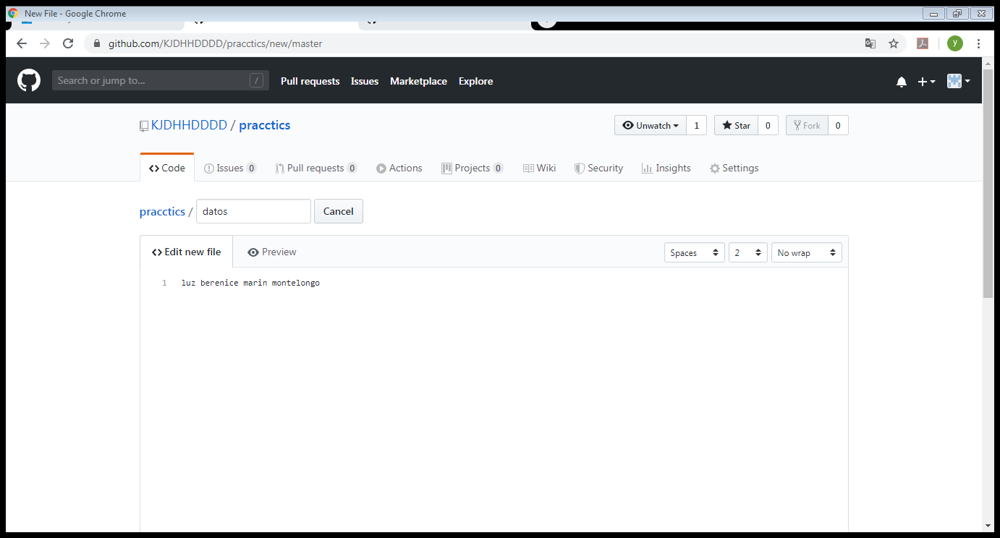 New File - Google Chrome
github.com/KJDHHDDDD/pracctics/new/master
y
Search or jump to... /
Pull requests Issues Marketplace Explore
KJDHHDDDD / pracctics
Unwatch 1 Star 0 Fork 0
Code Issues 0 Pull requests 0 Actions Projects 0 Wiki Security Insights Settings
pracctics / datos Cancel
Edit new file Preview Spaces 2 No wrap
1 luz berenice marin montelongo